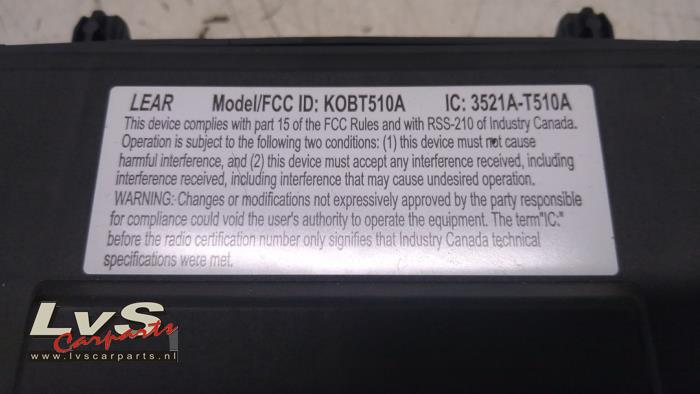 LEAR Model/FCC ID: KOBT510A IC: 3521A-T510A
This device complies with part 15 of the FCC Rules and with RSS-210 of Industry Canada.
Operation is subject to the following two conditions: (1) this device must not cause
harmful interference, and (2) this device must accept any interference received, including
interference received, including interference that may cause undesired operation.
WARNING: Changes or modifications not expressively approved by the party responsible
for compliance could void the user's authority to operate the equipment. The term"IC:"
before the radio certification number only signifies that Industry Canada technical
specifications were met.
LvS
Carparts
www.lvscarparts.nl